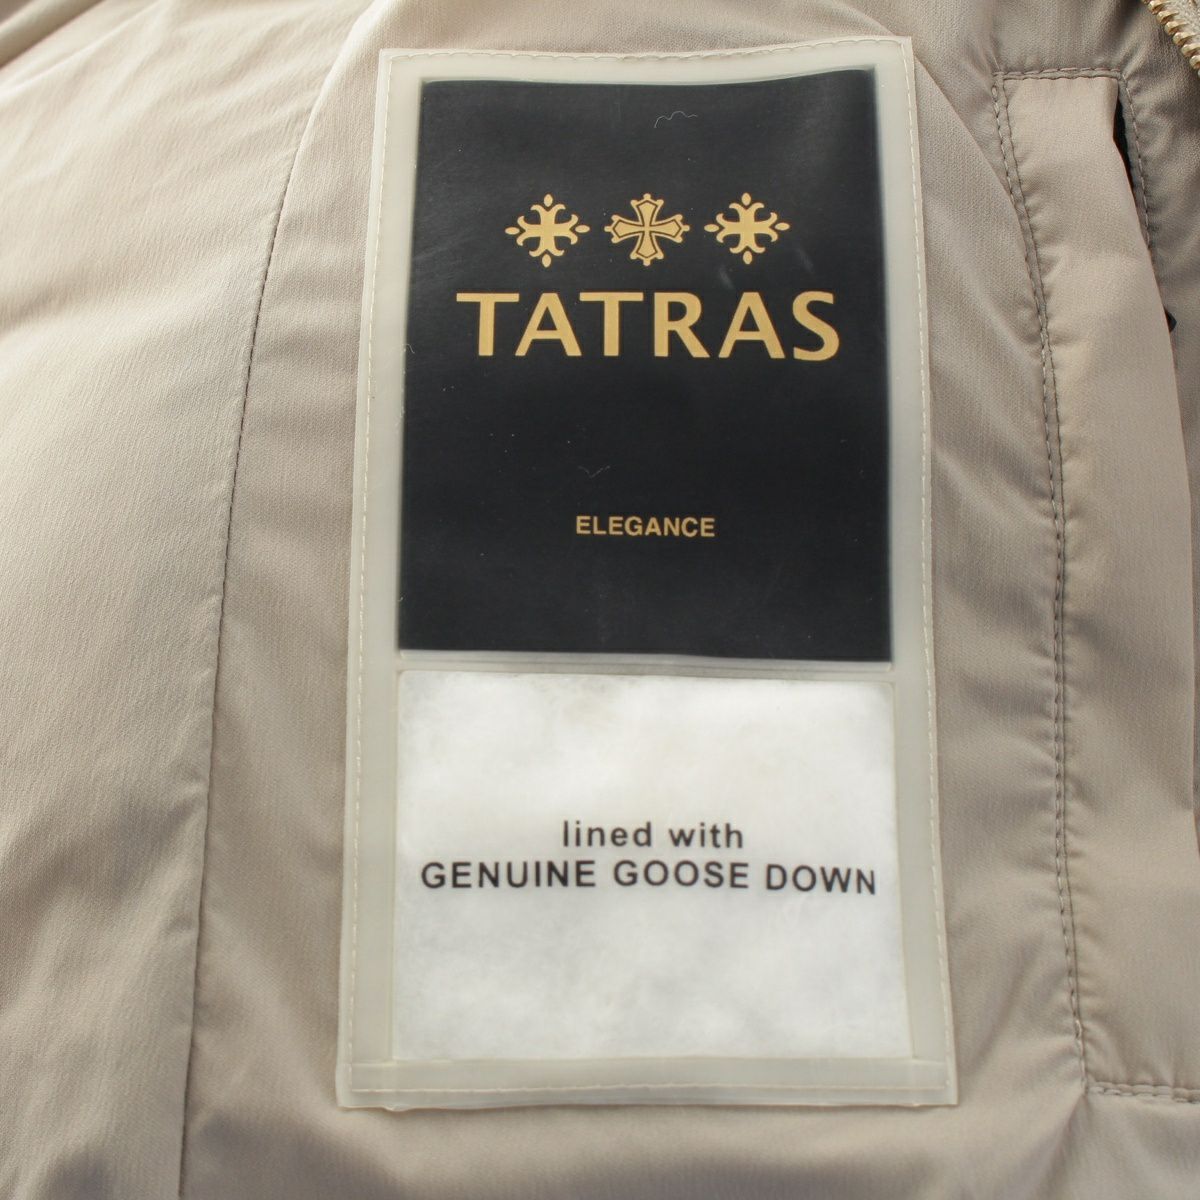 TATRAS
ELEGANCE
lined with
GENUINE GOOSE DOWN